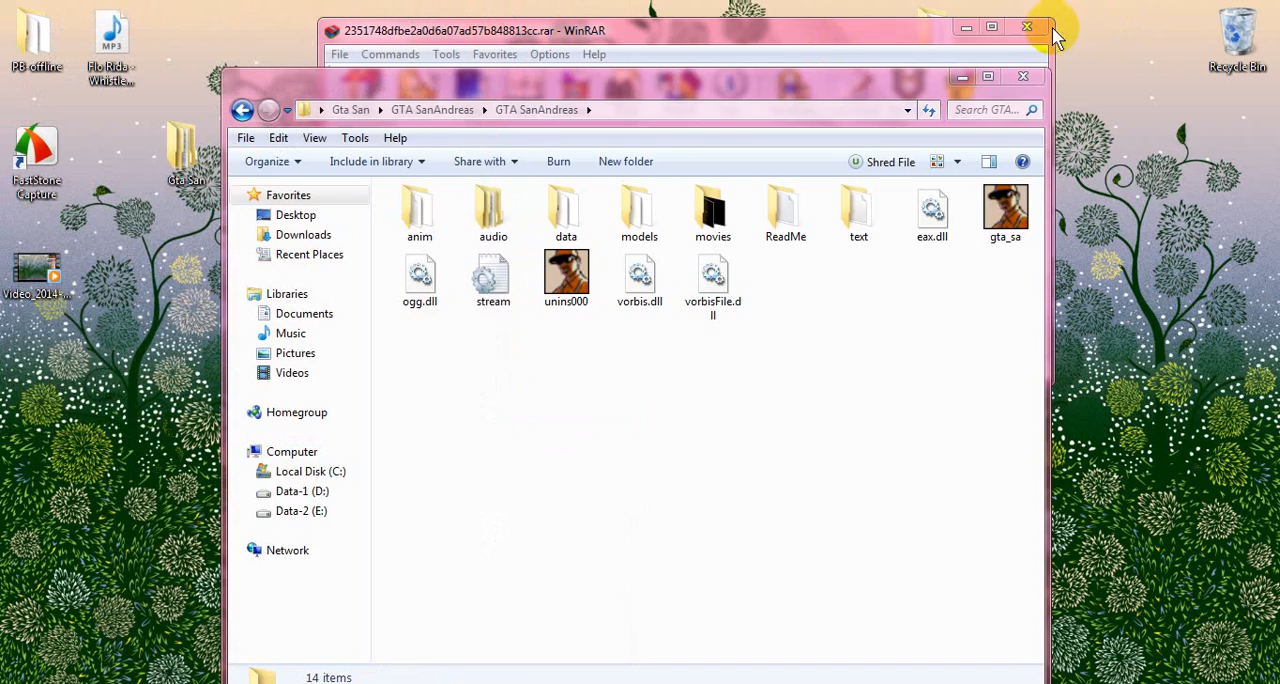 2351748dfbe2a0d6a07ad57b848813cc.rar - WinRAR
File Commands Tools Favorites Options Help
Gta San GTA SanAndreas GTA SanAndreas
Search GTA...
File Edit View Tools Help
Organize Include in library Share with Burn New folder Shred File
Favorites
Desktop
Downloads
Recent Places
Libraries
Documents
Music
Pictures
Videos
Homegroup
Computer
Local Disk (C:)
Data-1 (D:)
Data-2 (E:)
Network
anim audio data models movies ReadMe text eax.dll gta_sa
ogg.dll stream unins000 vorbis.dll vorbisFile.d
ll
14 items
PB offline
MP3
Flo Rida -
Whistle...
FastStone
Capture
Gta San
Video_2014-...
Recycle Bin